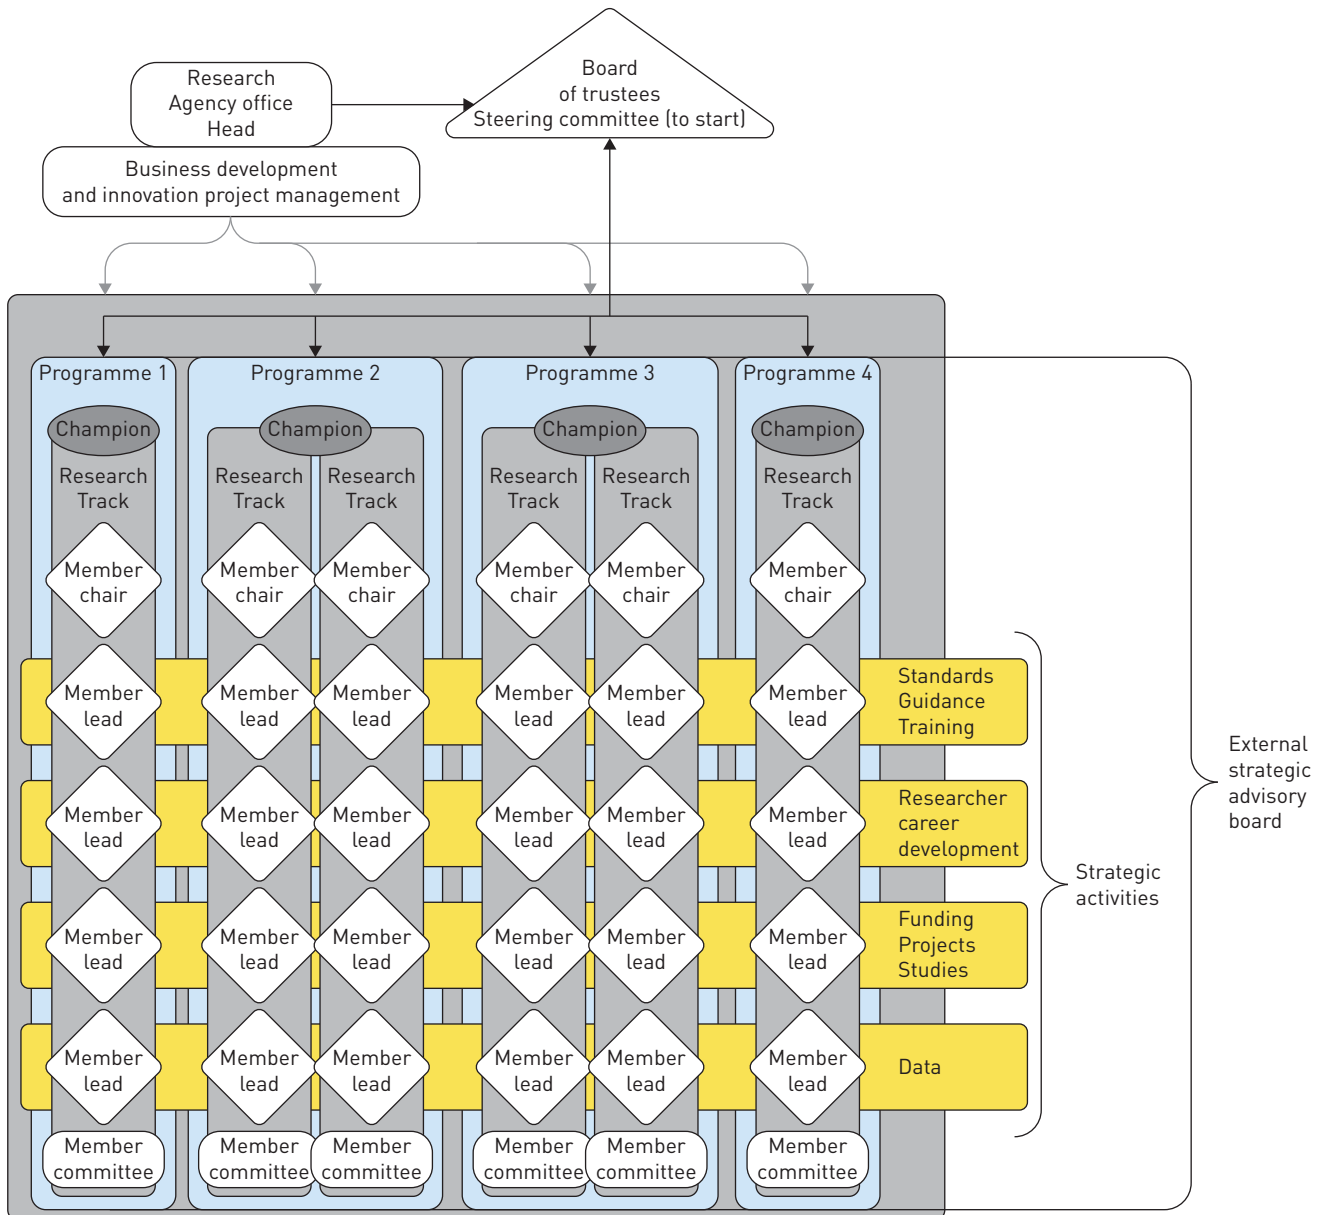 Research
Agency office
Head
Board
of trustees
Steering committee (to start)
Business development
and innovation project management
Programme 1
Programme 2
Programme 3
Programme 4
Champion
Champion
Champion
Champion
Research
Track
Research
Track
Research
Track
Research
Track
Research
Track
Research
Track
Member
chair
Member
chair
Member
chair
Member
chair
Member
chair
Member
chair
Member
lead
Member
lead
Member
lead
Member
lead
Member
lead
Member
lead
Standards
Guidance
Training
Member
lead
Member
lead
Member
lead
Member
lead
Member
lead
Member
lead
Researcher
career
development
Member
lead
Member
lead
Member
lead
Member
lead
Member
lead
Member
lead
Funding
Projects
Studies
Member
lead
Member
lead
Member
lead
Member
lead
Member
lead
Member
lead
Data
Member
committee
Member
committee
Member
committee
Member
committee
Member
committee
Member
committee
Strategic
activities
External
strategic
advisory
board